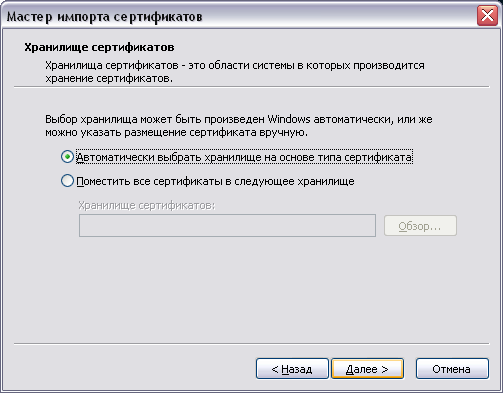 Мастер импорта сертификатов
Хранилище сертификатов
Хранилища сертификатов - это области системы в которых производится
хранение сертификатов.
Выбор хранилища может быть произведен Windows автоматически, или же
можно указать размещение сертификата вручную.
Автоматически выбрать хранилище на основе типа сертификата
Поместить все сертификаты в следующее хранилище
Хранилище сертификатов:
Обзор...
< Назад
Далее >
Отмена